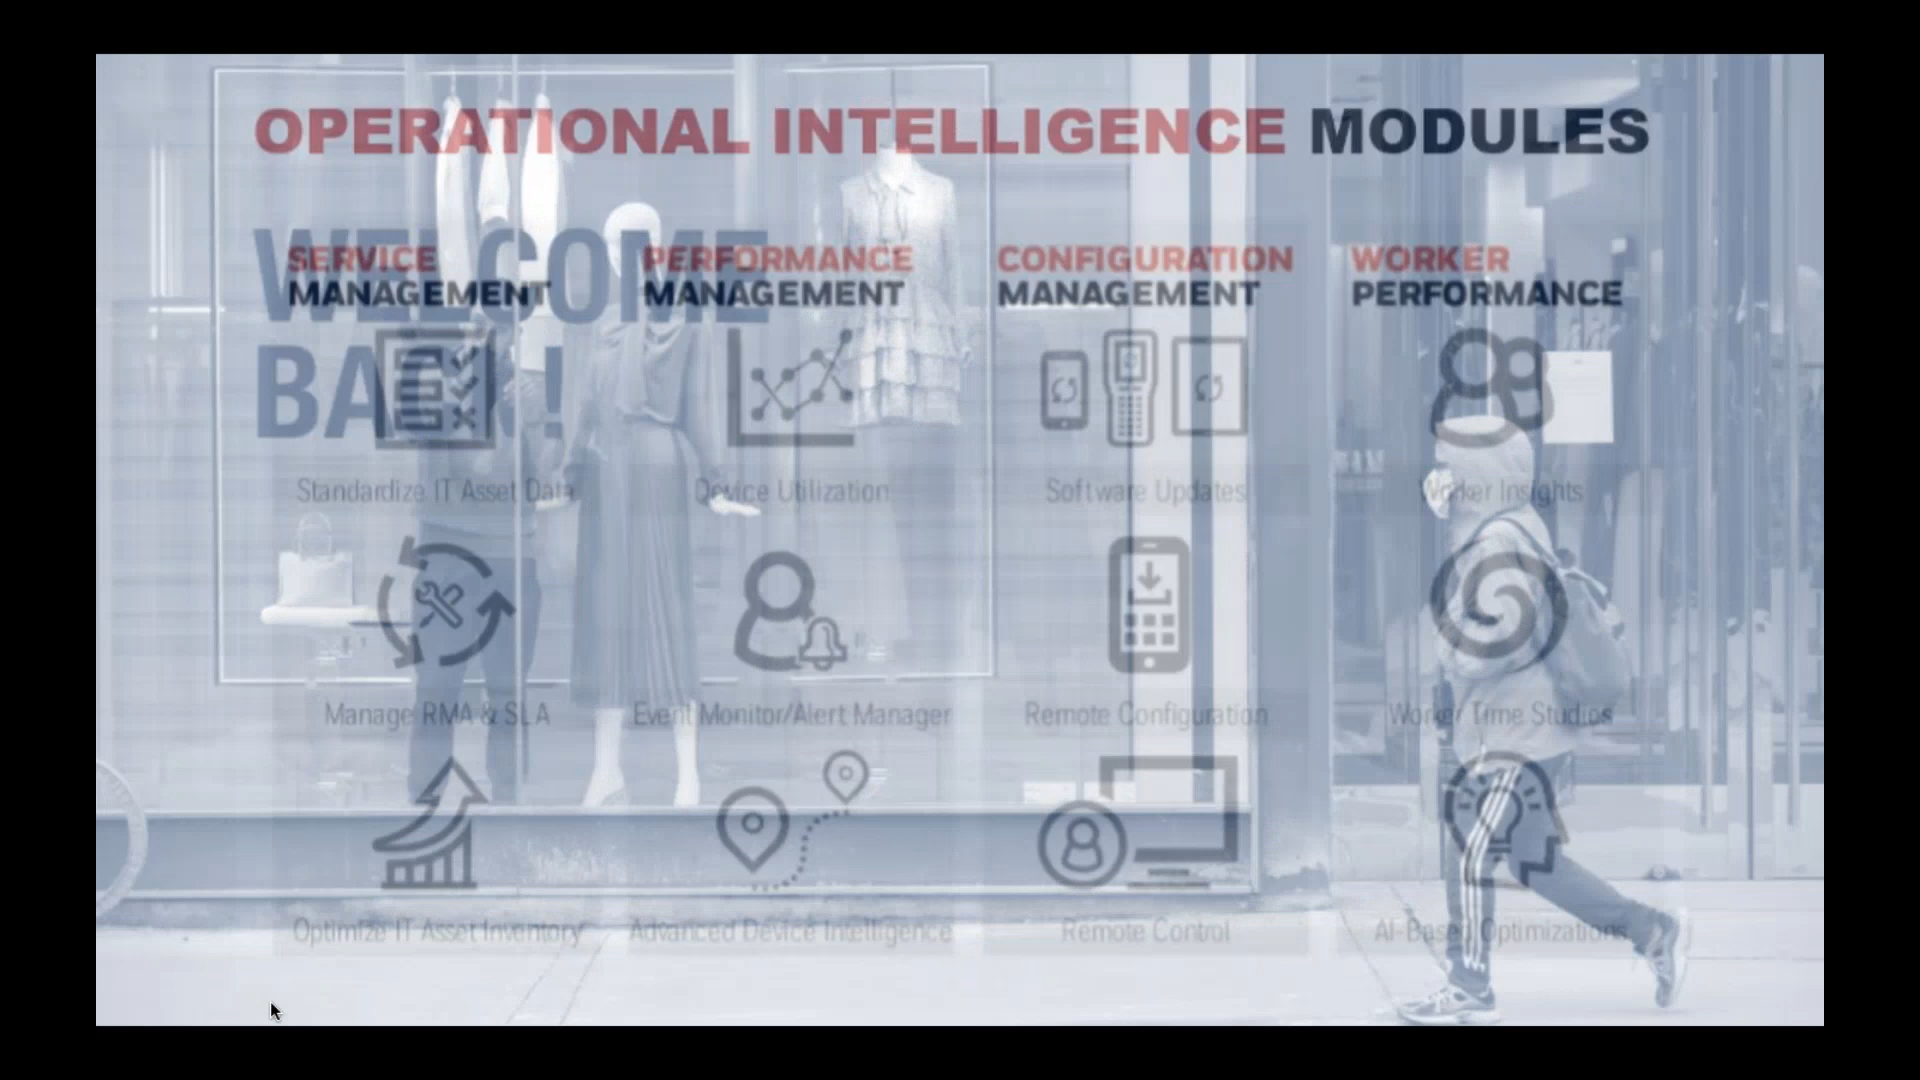 OPERATIONAL INTELLIGENCE MODULES
WELCOME
BACK!
SERVICE
MANAGEMENT
PERFORMANCE
MANAGEMENT
CONFIGURATION
MANAGEMENT
WORKER
PERFORMANCE
Standardize IT Asset Data
Device Utilization
Software Updates
Worker Insights
Manage RMA & SLA
Event Monitor/Alert Manager
Remote Configuration
Worker Time Studies
Optimize IT Asset Inventory
Advanced Device Intelligence
Remote Control
AI-Based Optimizations